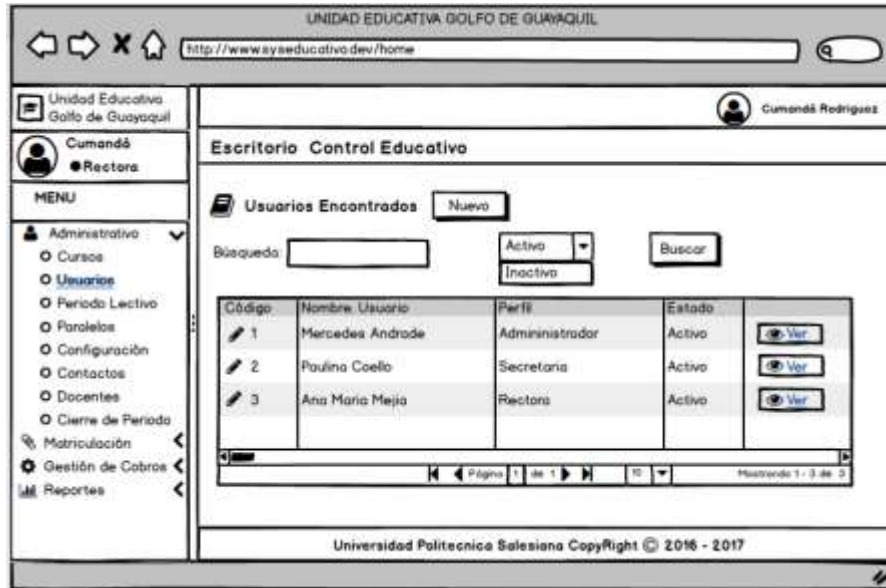 UNIDAD EDUCATIVA GOLFO DE GUAYAQUIL
http://www.syseducativo.dev/home
Unidad Educativa
Golfo de Guayaquil
Cumandá Rodriguez
Cumandá
Rectora
Escritorio Control Educativo
MENU
Administrativo
Cursos
Usuarios
Periodo Lectivo
Paralelos
Configuración
Contactos
Docentes
Cierre de Periodo
Matriculación
Gestión de Cobros
Reportes
Usuarios Encontrados Nuevo
Búsqueda: Activo Buscar
Inactivo
Código Nombre Usuario Perfil Estado
1 Mercedes Andrade Admininistrador Activo Ver
2 Paulina Coello Secretaria Activo Ver
3 Ana Maria Mejia Rectora Activo Ver
Página 1 de 1 10 Mostrando 1 - 3 de 3
Universidad Politecnica Salesiana CopyRight © 2016 - 2017